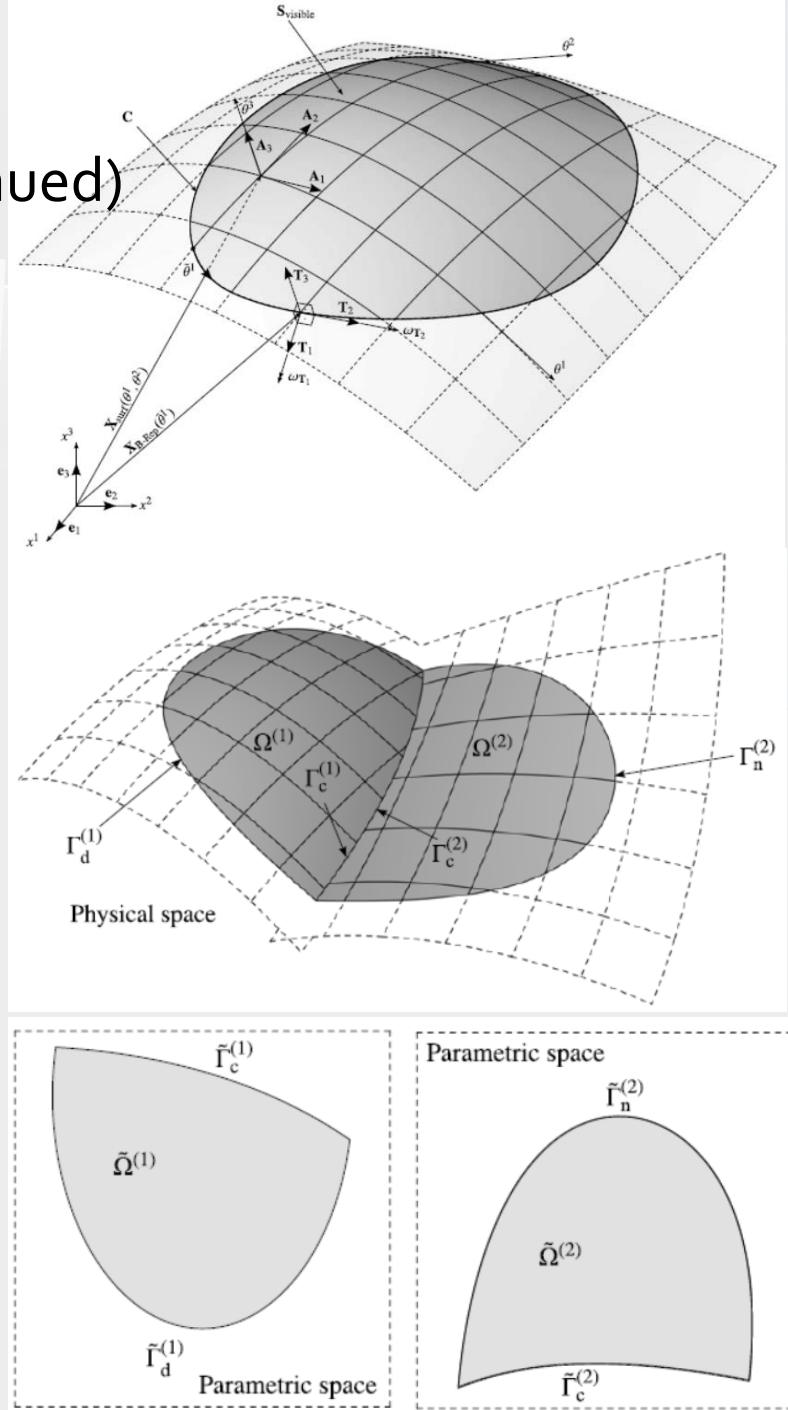 S_visible
θ²
C
θ̃³
A₂
nued)
A₃
A₁
θ̃¹
T₃
T₂
ω_T₂
T₁
ω_T₁
θ¹
X_surf(θ¹, θ²)
X_B-Rep(θ̃¹)
x³
e₃
e₂
x²
e₁
x¹
Ω⁽¹⁾
Ω⁽²⁾
Γ_n⁽²⁾
Γ_c⁽¹⁾
Γ_d⁽¹⁾
Γ_c⁽²⁾
Physical space
Γ̃_c⁽¹⁾
Ω̃⁽¹⁾
Γ̃_d⁽¹⁾
Parametric space
Parametric space
Γ̃_n⁽²⁾
Ω̃⁽²⁾
Γ̃_c⁽²⁾